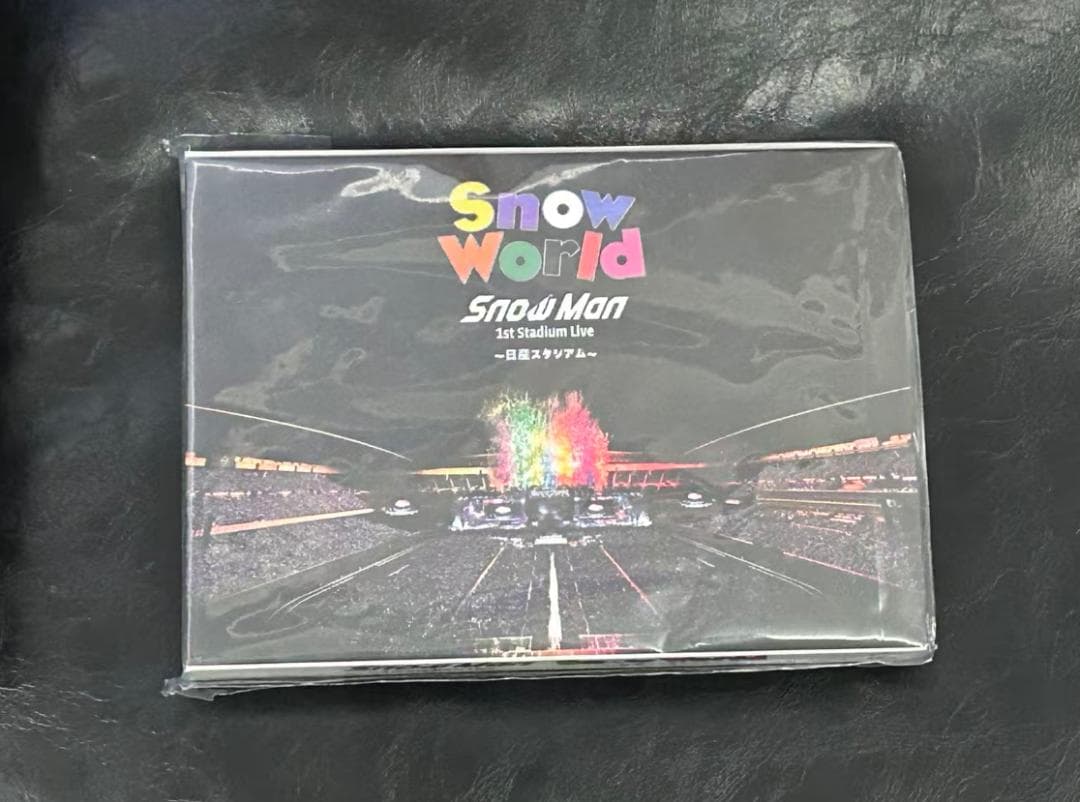 Snow
World
Snow Man
1st Stadium Live
～日産スタジアム～